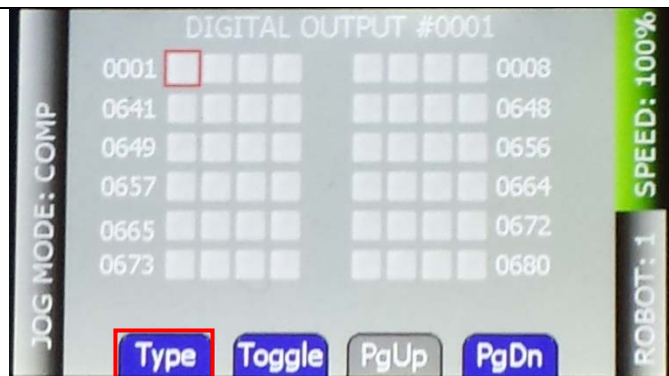 DIGITAL OUTPUT #0001
0001 0008
0641 0648
0649 0656
0657 0664
0665 0672
0673 0680
JOG MODE: COMP
SPEED: 100%
ROBOT: 1
Type Toggle PgUp PgDn